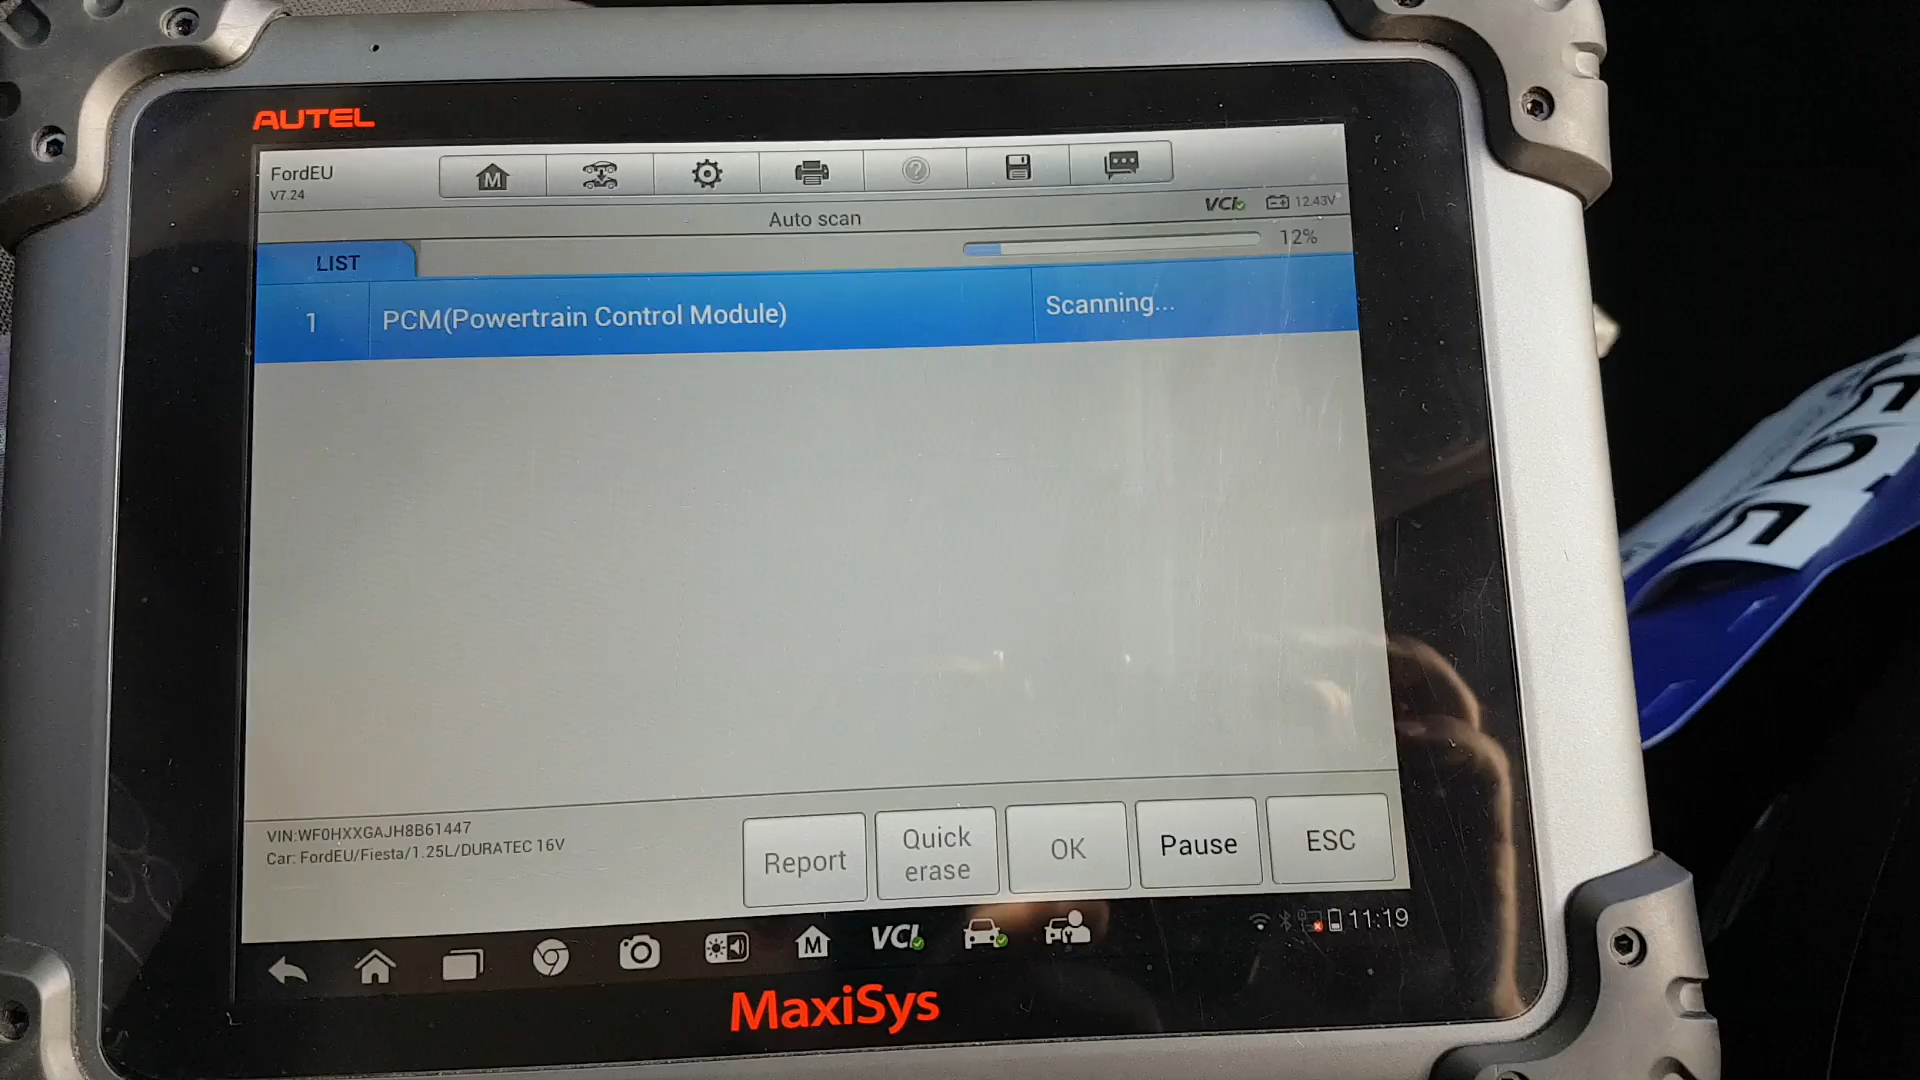 AUTEL
FordEU
V7.24
M
?
Auto scan
VCI
12.43V
LIST
12%
1
PCM(Powertrain Control Module)
Scanning...
VIN:WF0HXXGAJH8B61447
Car: FordEU/Fiesta/1.25L/DURATEC 16V
Report
Quick
erase
OK
Pause
ESC
M
VCI
11:19
MaxiSys